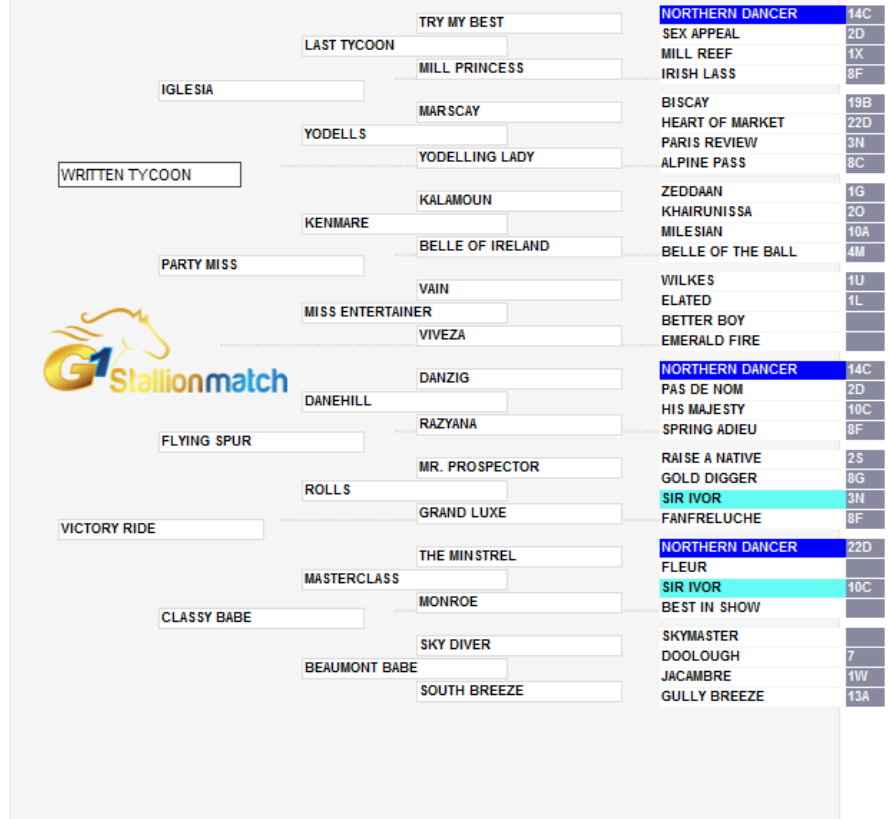 TRY MY BEST
NORTHERN DANCER 14C
SEX APPEAL 2D
LAST TYCOON
MILL REEF 1X
MILL PRINCESS
IRISH LASS 8F
IGLESIA
MARSCAY
BISCAY 19B
HEART OF MARKET 22D
YODELLS
PARIS REVIEW 3N
YODELLING LADY
ALPINE PASS 8C
WRITTEN TYCOON
KALAMOUN
ZEDDAAN 1G
KHAIRUNISSA 2O
KENMARE
MILESIAN 10A
BELLE OF IRELAND
BELLE OF THE BALL 4M
PARTY MISS
VAIN
WILKES 1U
ELATED 1L
MISS ENTERTAINER
BETTER BOY
VIVEZA
EMERALD FIRE
G1 Stallionmatch
DANZIG
NORTHERN DANCER 14C
PAS DE NOM 2D
DANEHILL
HIS MAJESTY 10C
RAZYANA
SPRING ADIEU 8F
FLYING SPUR
MR. PROSPECTOR
RAISE A NATIVE 2S
GOLD DIGGER 8G
ROLLS
SIR IVOR 3N
GRAND LUXE
FANFRELUCHE 8F
VICTORY RIDE
THE MINSTREL
NORTHERN DANCER 22D
FLEUR
MASTERCLASS
SIR IVOR 10C
MONROE
BEST IN SHOW
CLASSY BABE
SKY DIVER
SKYMASTER
DOOLOUGH 7
BEAUMONT BABE
JACAMBRE 1W
SOUTH BREEZE
GULLY BREEZE 13A